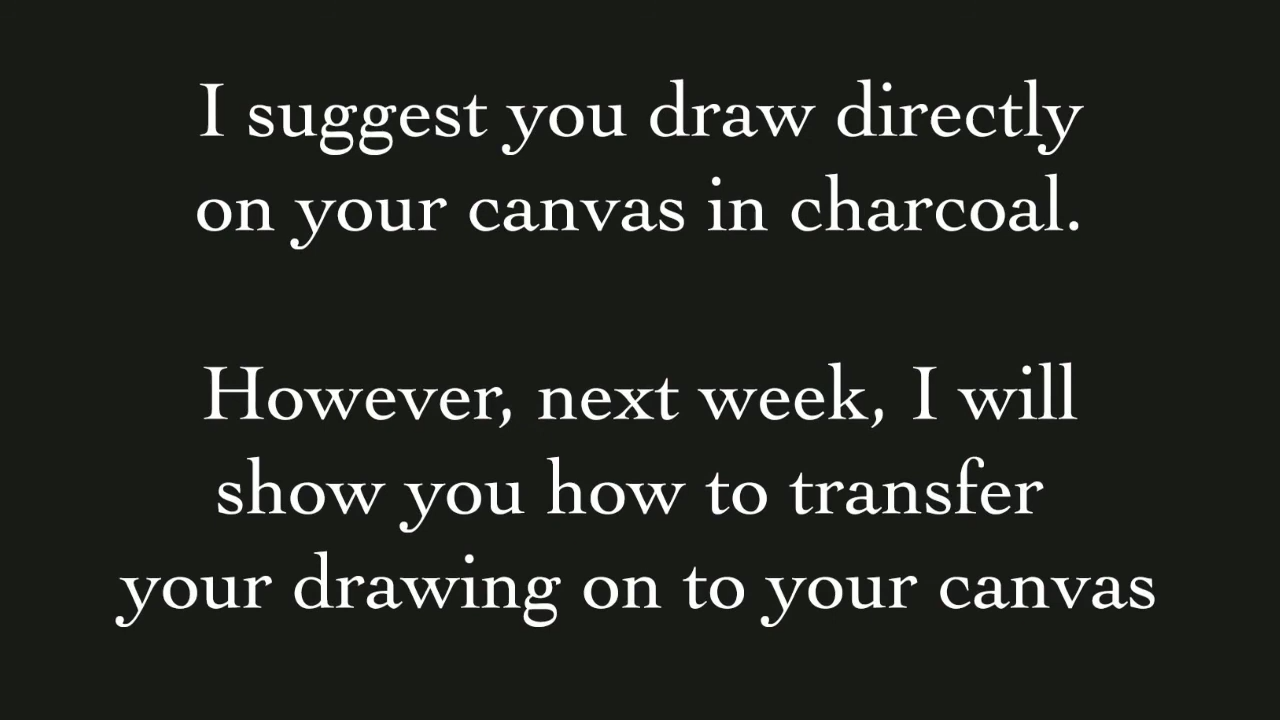 I suggest you draw directly
on your canvas in charcoal.
However, next week, I will
show you how to transfer
your drawing on to your canvas